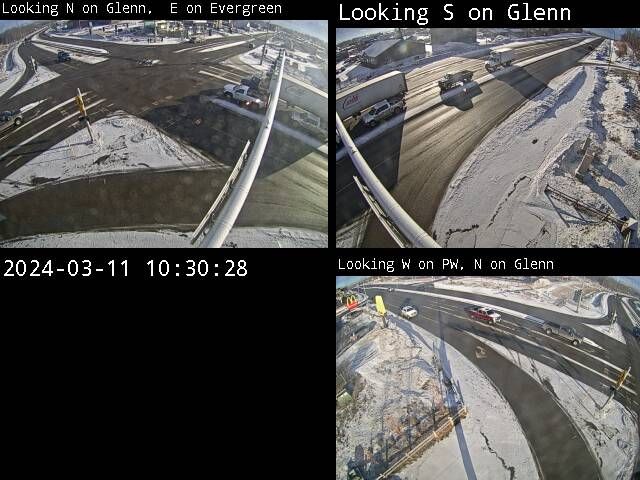 Looking N on Glenn, E on Evergreen
Looking S on Glenn
2024-03-11 10:30:28
Looking W on PW, N on Glenn